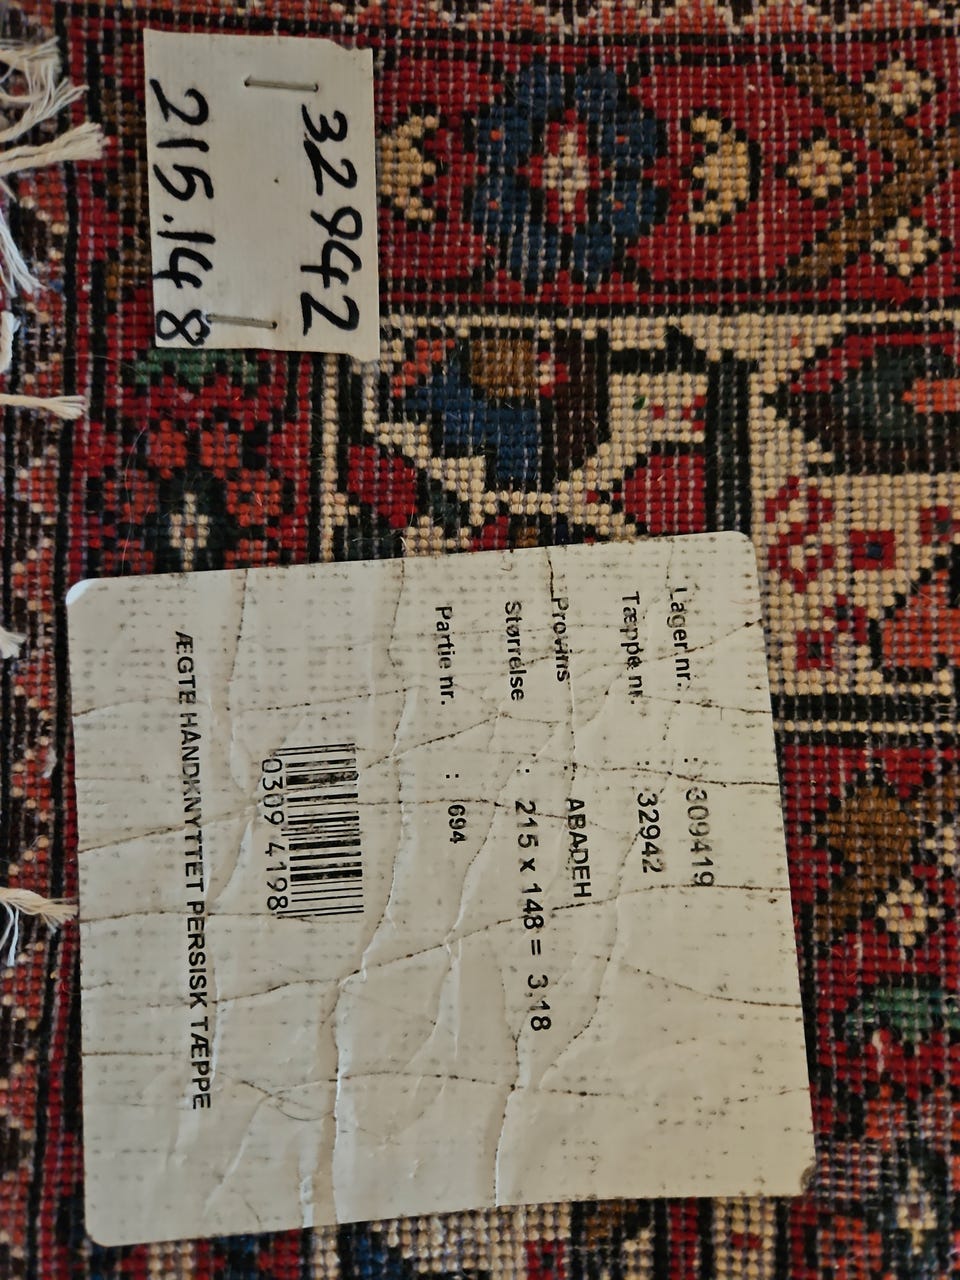 32942
215.148
Lager nr. : 309419
Tæppe nr. : 32942
Provins ABADEH
Størrelse : 215 x 148 = 3,18
Partie nr. : 694
0309 4198
ÆGTE HANDKNYTTET PERSISK TÆPPE